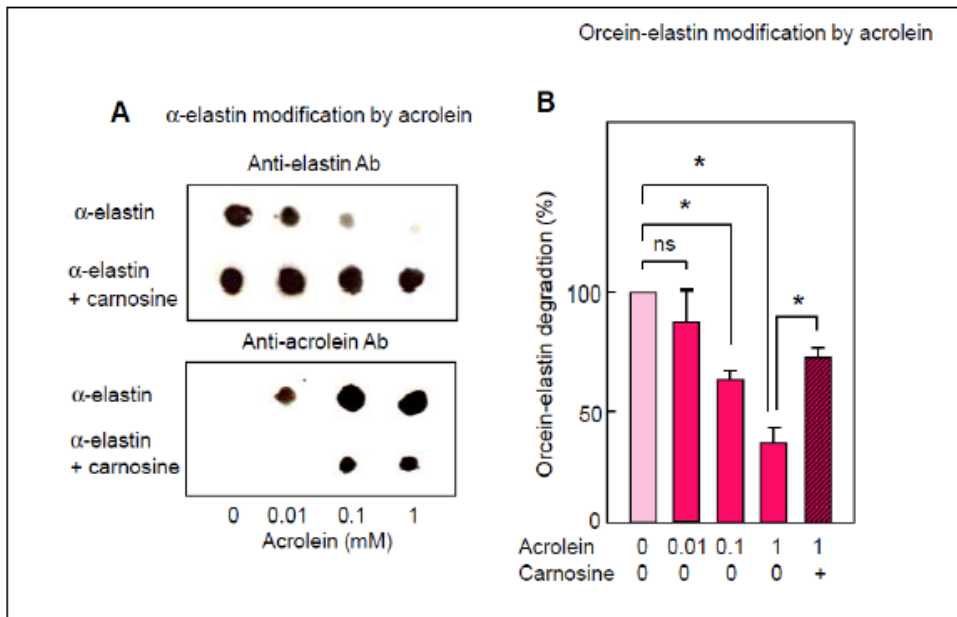 Orcein-elastin modification by acrolein
A α-elastin modification by acrolein
Anti-elastin Ab
α-elastin
α-elastin
+ carnosine
Anti-acrolein Ab
α-elastin
α-elastin
+ carnosine
0 0.01 0.1 1
Acrolein (mM)
B
Orcein-elastin degradtion (%)
100
50
0
*
*
ns
*
Acrolein 0 0.01 0.1 1 1
Carnosine 0 0 0 0 +